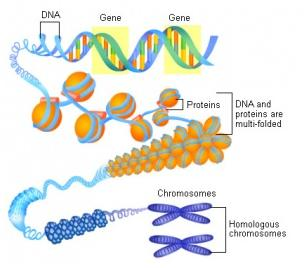 DNA
Gene
Gene
Proteins
DNA and
proteins are
multi-folded
Chromosomes
Homologous
chromosomes